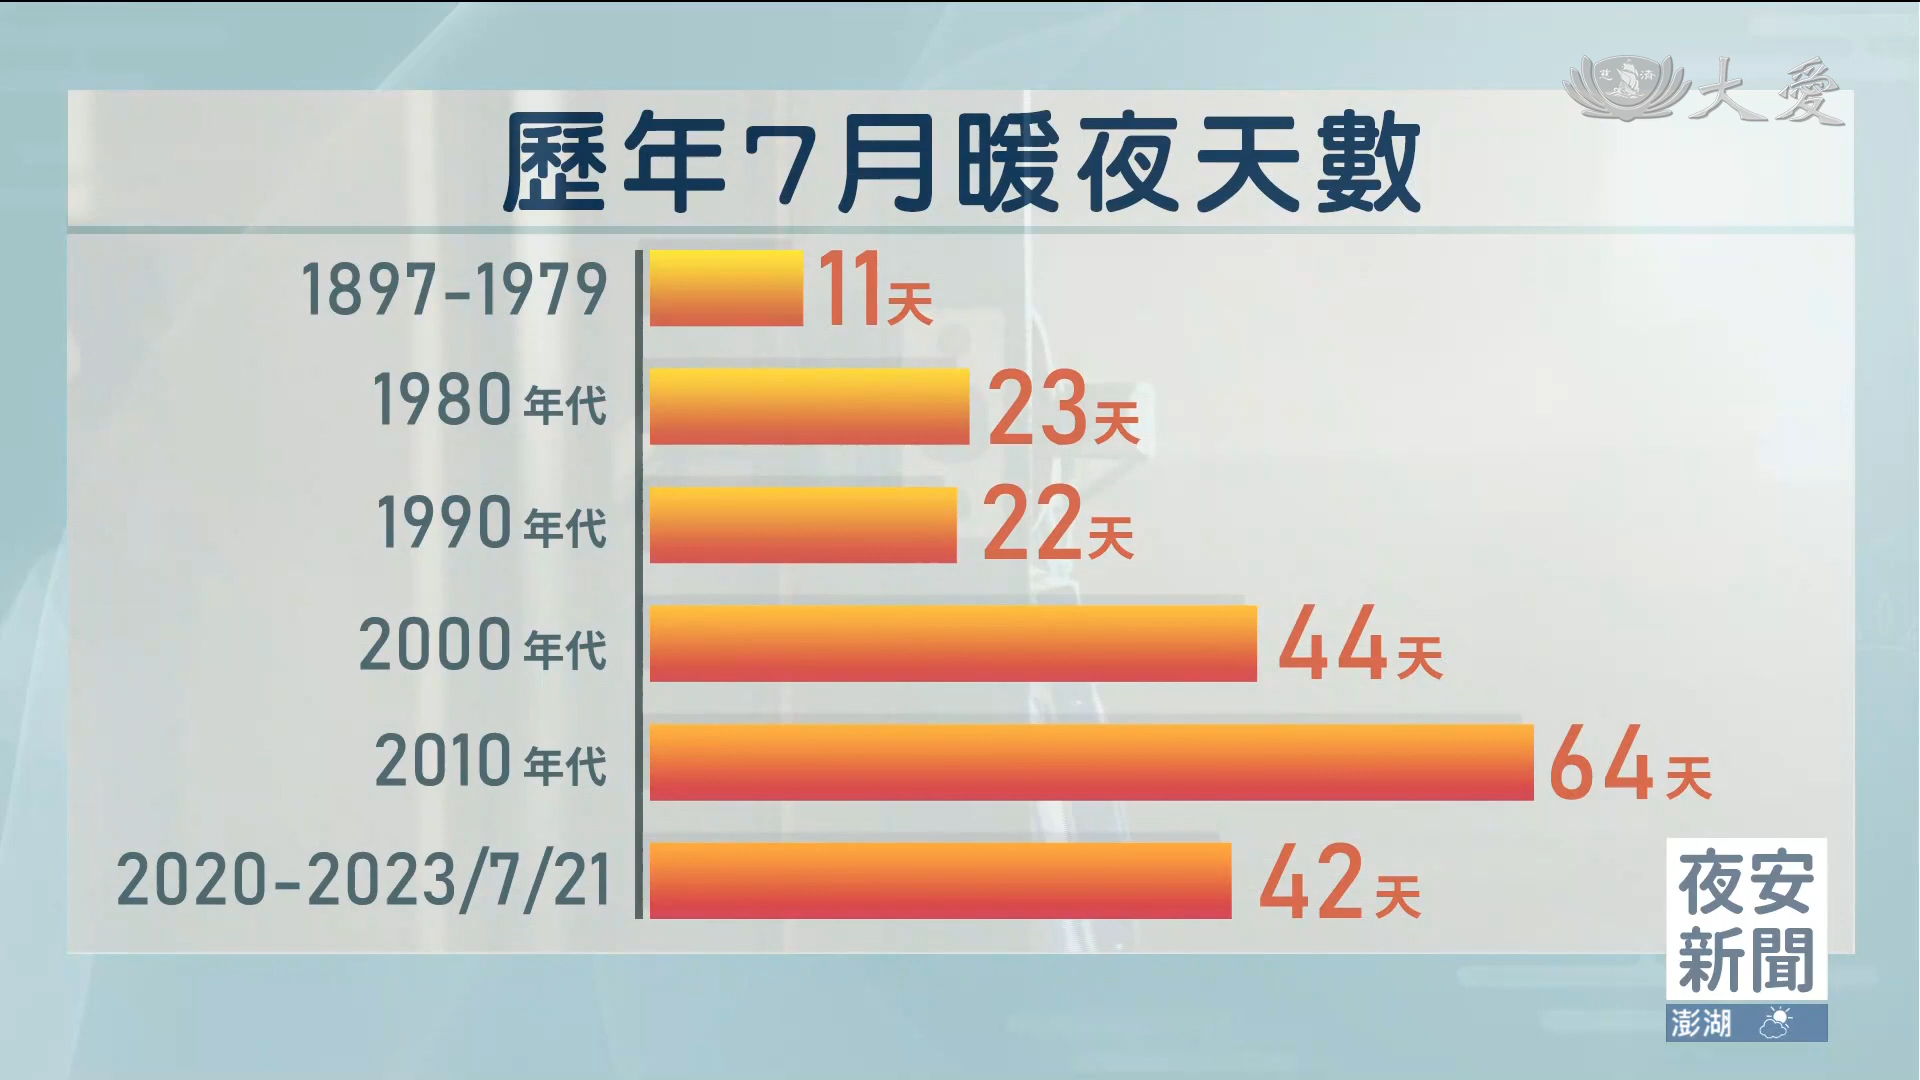 慈濟
大愛
歷年7月暖夜天數
1897-1979 11天
1980年代 23天
1990年代 22天
2000年代 44天
2010年代 64天
2020-2023/7/21 42天
夜安
新聞
澎湖